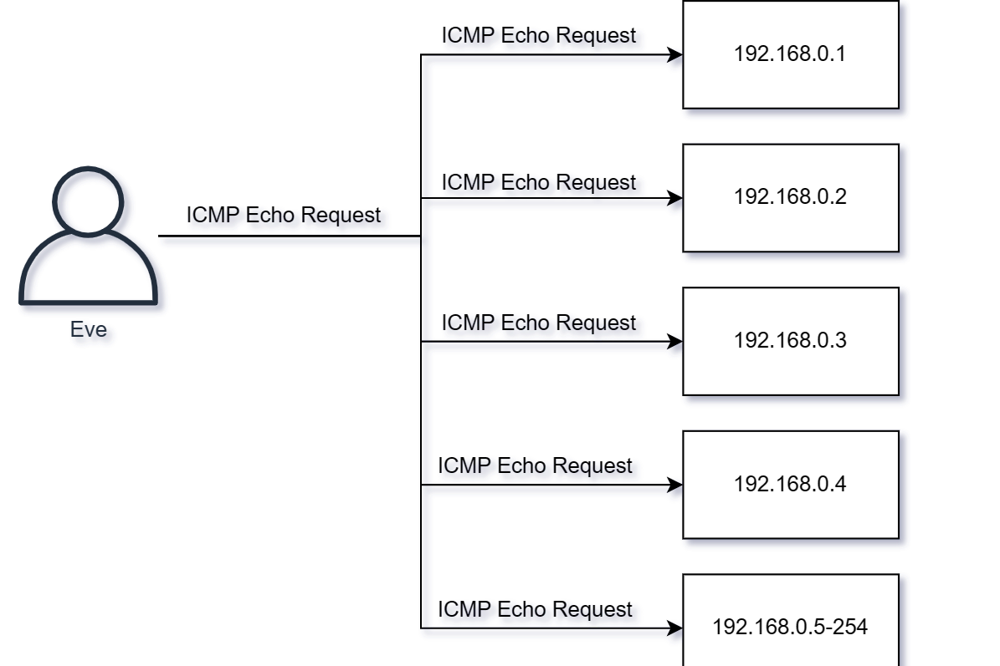 ICMP Echo Request
192.168.0.1
ICMP Echo Request
192.168.0.2
ICMP Echo Request
Eve
ICMP Echo Request
192.168.0.3
ICMP Echo Request
192.168.0.4
ICMP Echo Request
192.168.0.5-254